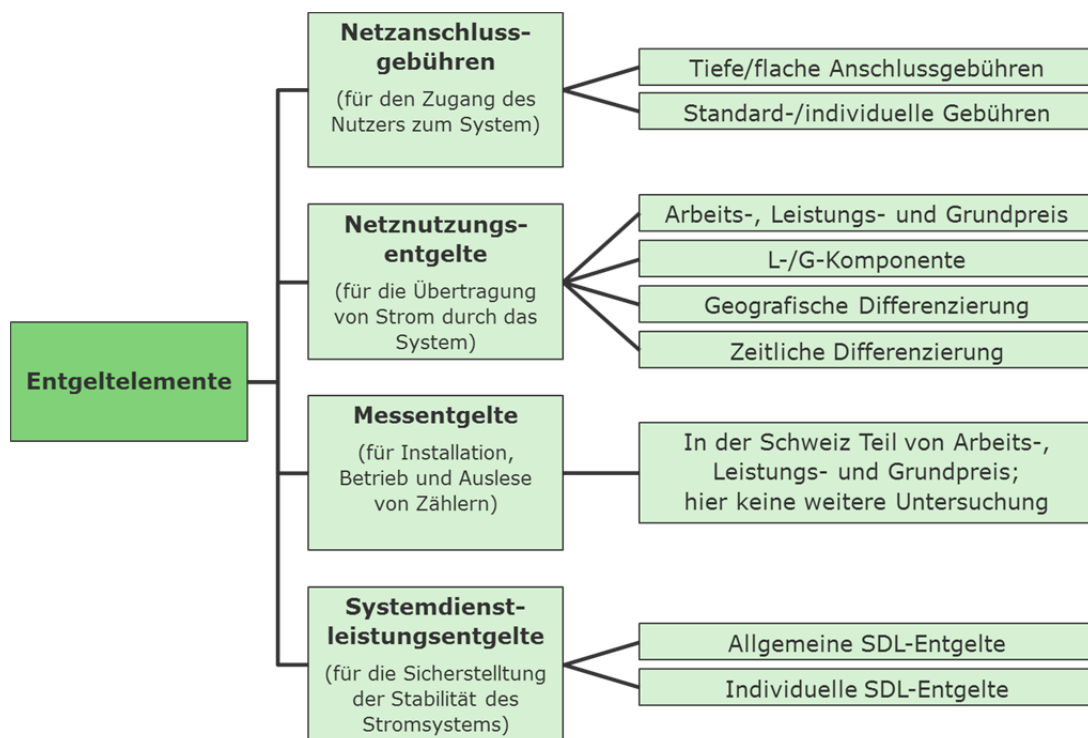 Entgeltelemente
Netzanschluss-
gebühren
(für den Zugang des
Nutzers zum System)
Tiefe/flache Anschlussgebühren
Standard-/individuelle Gebühren
Netznutzungs-
entgelte
(für die Übertragung
von Strom durch das
System)
Arbeits-, Leistungs- und Grundpreis
L-/G-Komponente
Geografische Differenzierung
Zeitliche Differenzierung
Messentgelte
(für Installation,
Betrieb und Auslese
von Zählern)
In der Schweiz Teil von Arbeits-,
Leistungs- und Grundpreis;
hier keine weitere Untersuchung
Systemdienst-
leistungsentgelte
(für die Sicherstelltung
der Stabilität des
Stromsystems)
Allgemeine SDL-Entgelte
Individuelle SDL-Entgelte